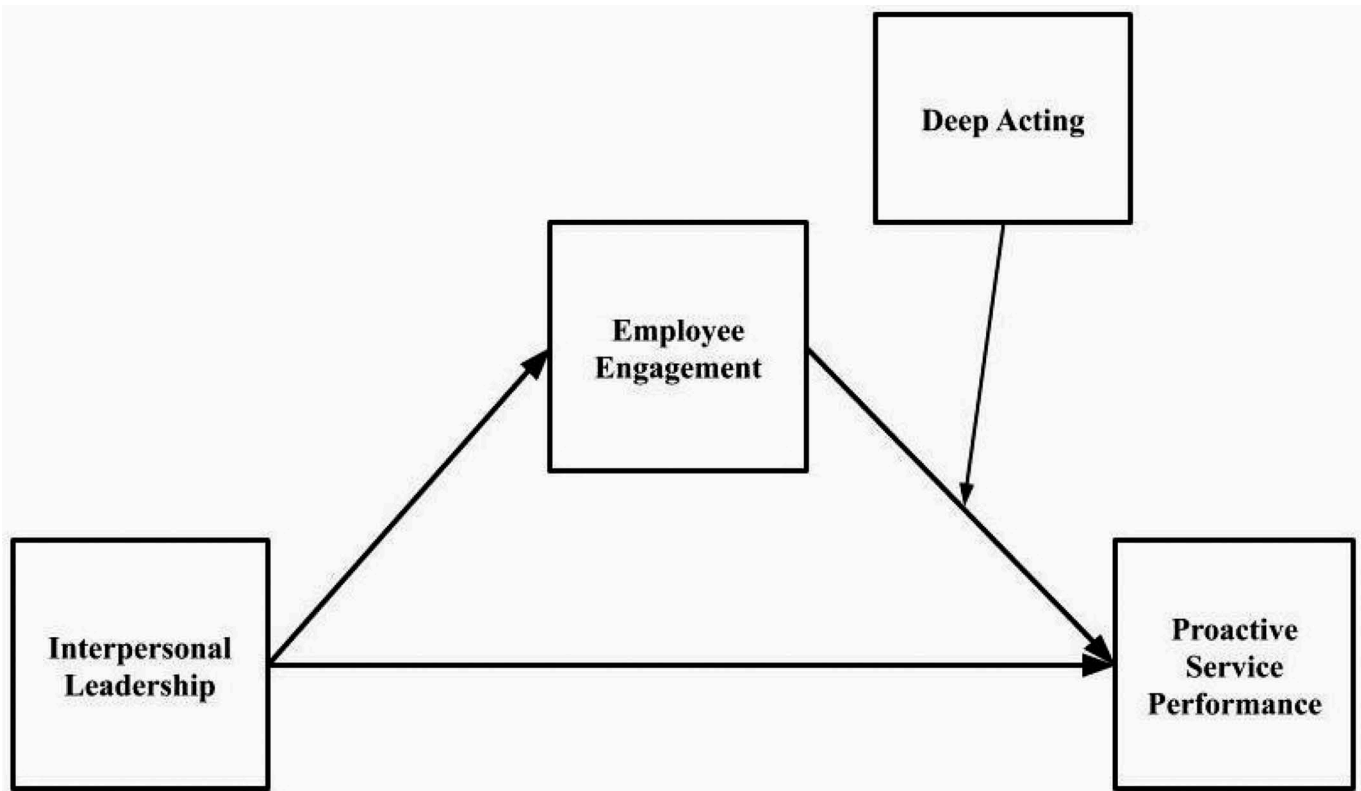 Deep Acting
Employee
Engagement
Interpersonal
Leadership
Proactive
Service
Performance